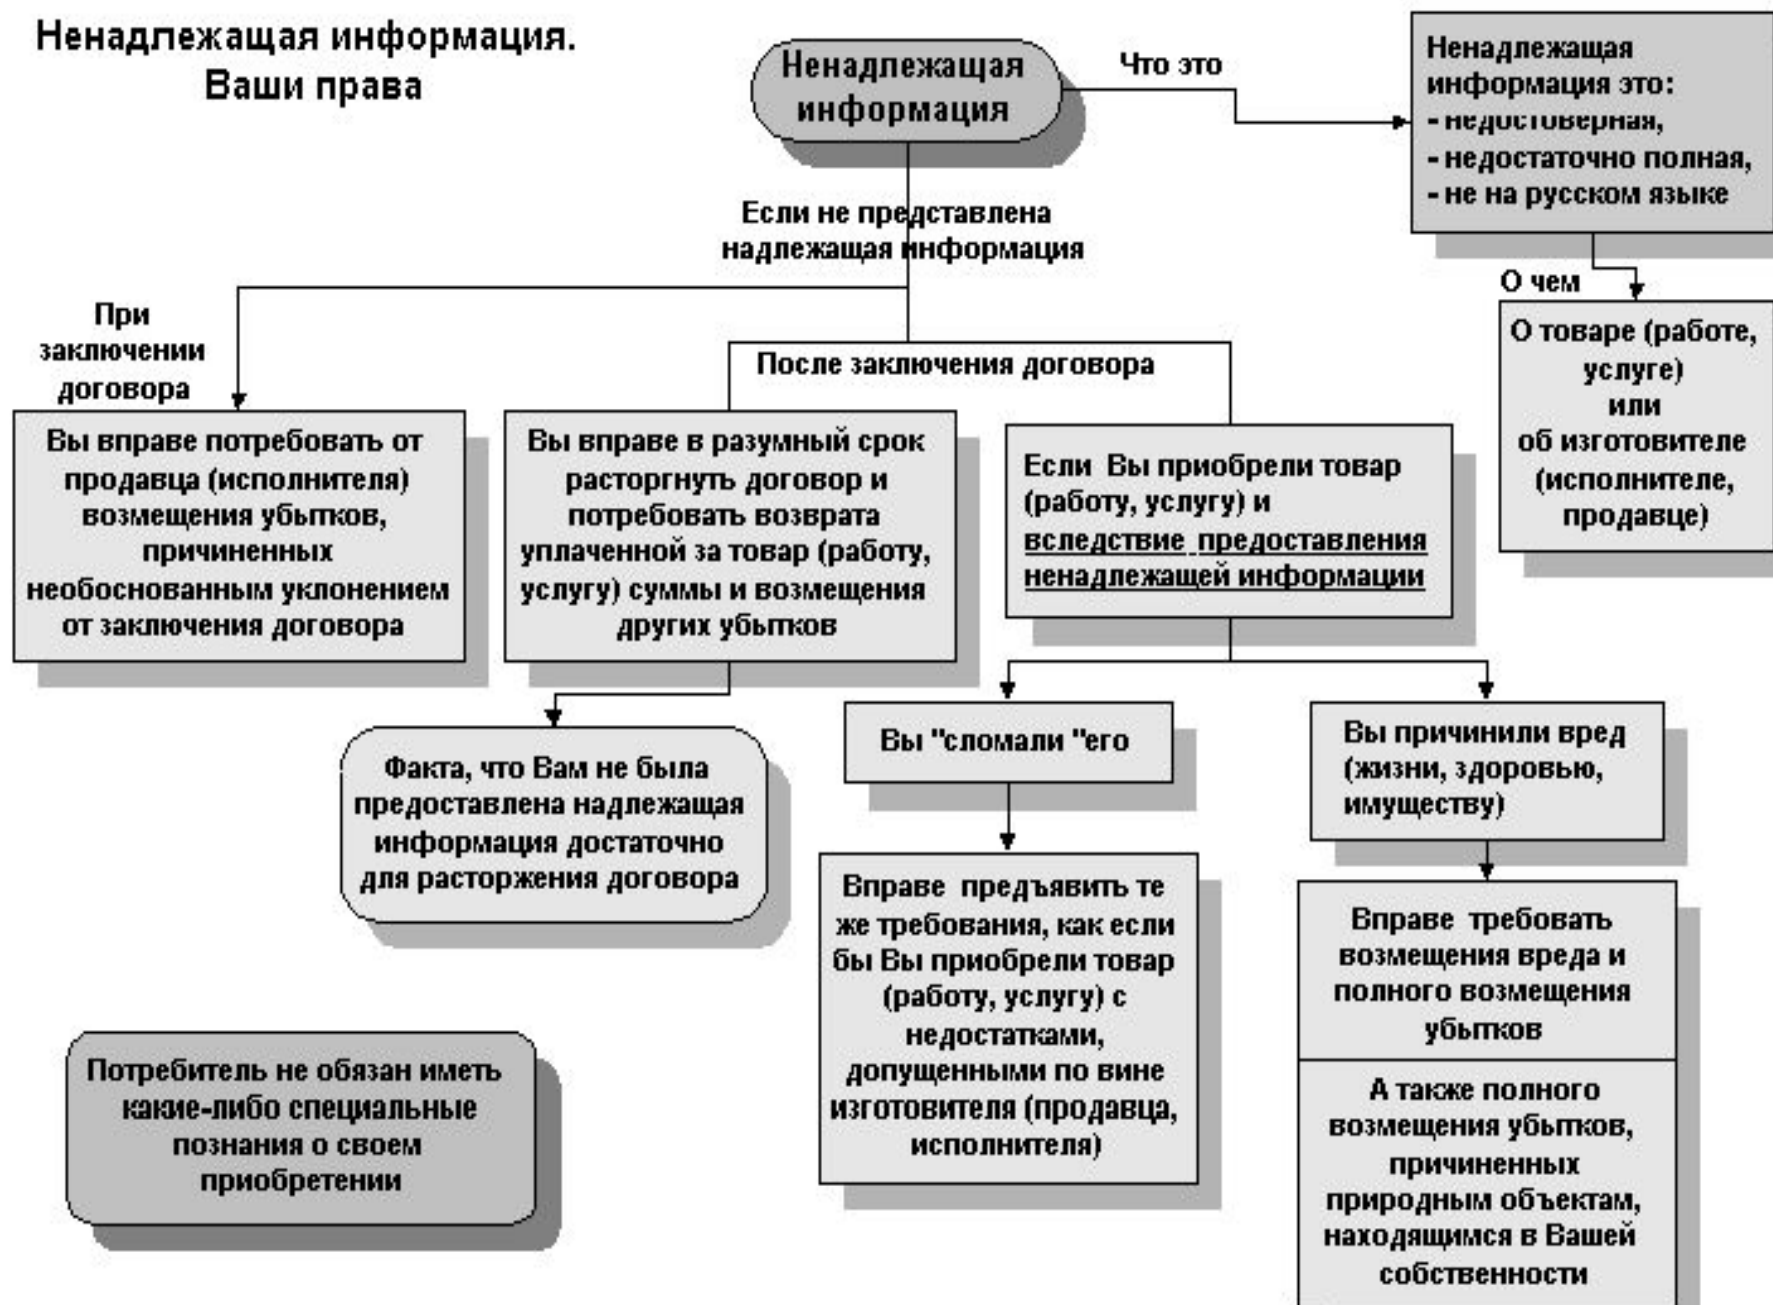 Ненадлежащая информация.
Ваши права
Ненадлежащая
информация
Что это
Ненадлежащая
информация это:
- недостоверная,
- недостаточно полная,
- не на русском языке
О чем
О товаре (работе,
услуге)
или
об изготовителе
(исполнителе,
продавце)
Если не представлена
надлежащая информация
При
заключении
договора
Вы вправе потребовать от
продавца (исполнителя)
возмещения убытков,
причиненных
необоснованным уклонением
от заключения договора
После заключения договора
Вы вправе в разумный срок
расторгнуть договор и
потребовать возврата
уплаченной за товар (работу,
услугу) суммы и возмещения
других убытков
Факта, что Вам не была
предоставлена надлежащая
информация достаточно
для расторжения договора
Если Вы приобрели товар
(работу, услугу) и
вследствие предоставления
ненадлежащей информации
Вы "сломали "его
Вправе предъявить те
же требования, как если
бы Вы приобрели товар
(работу, услугу) с
недостатками,
допущенными по вине
изготовителя (продавца,
исполнителя)
Вы причинили вред
(жизни, здоровью,
имуществу)
Вправе требовать
возмещения вреда и
полного возмещения
убытков
А также полного
возмещения убытков,
причиненных
природным объектам,
находящимся в Вашей
собственности
Потребитель не обязан иметь
какие-либо специальные
познания о своем
приобретении